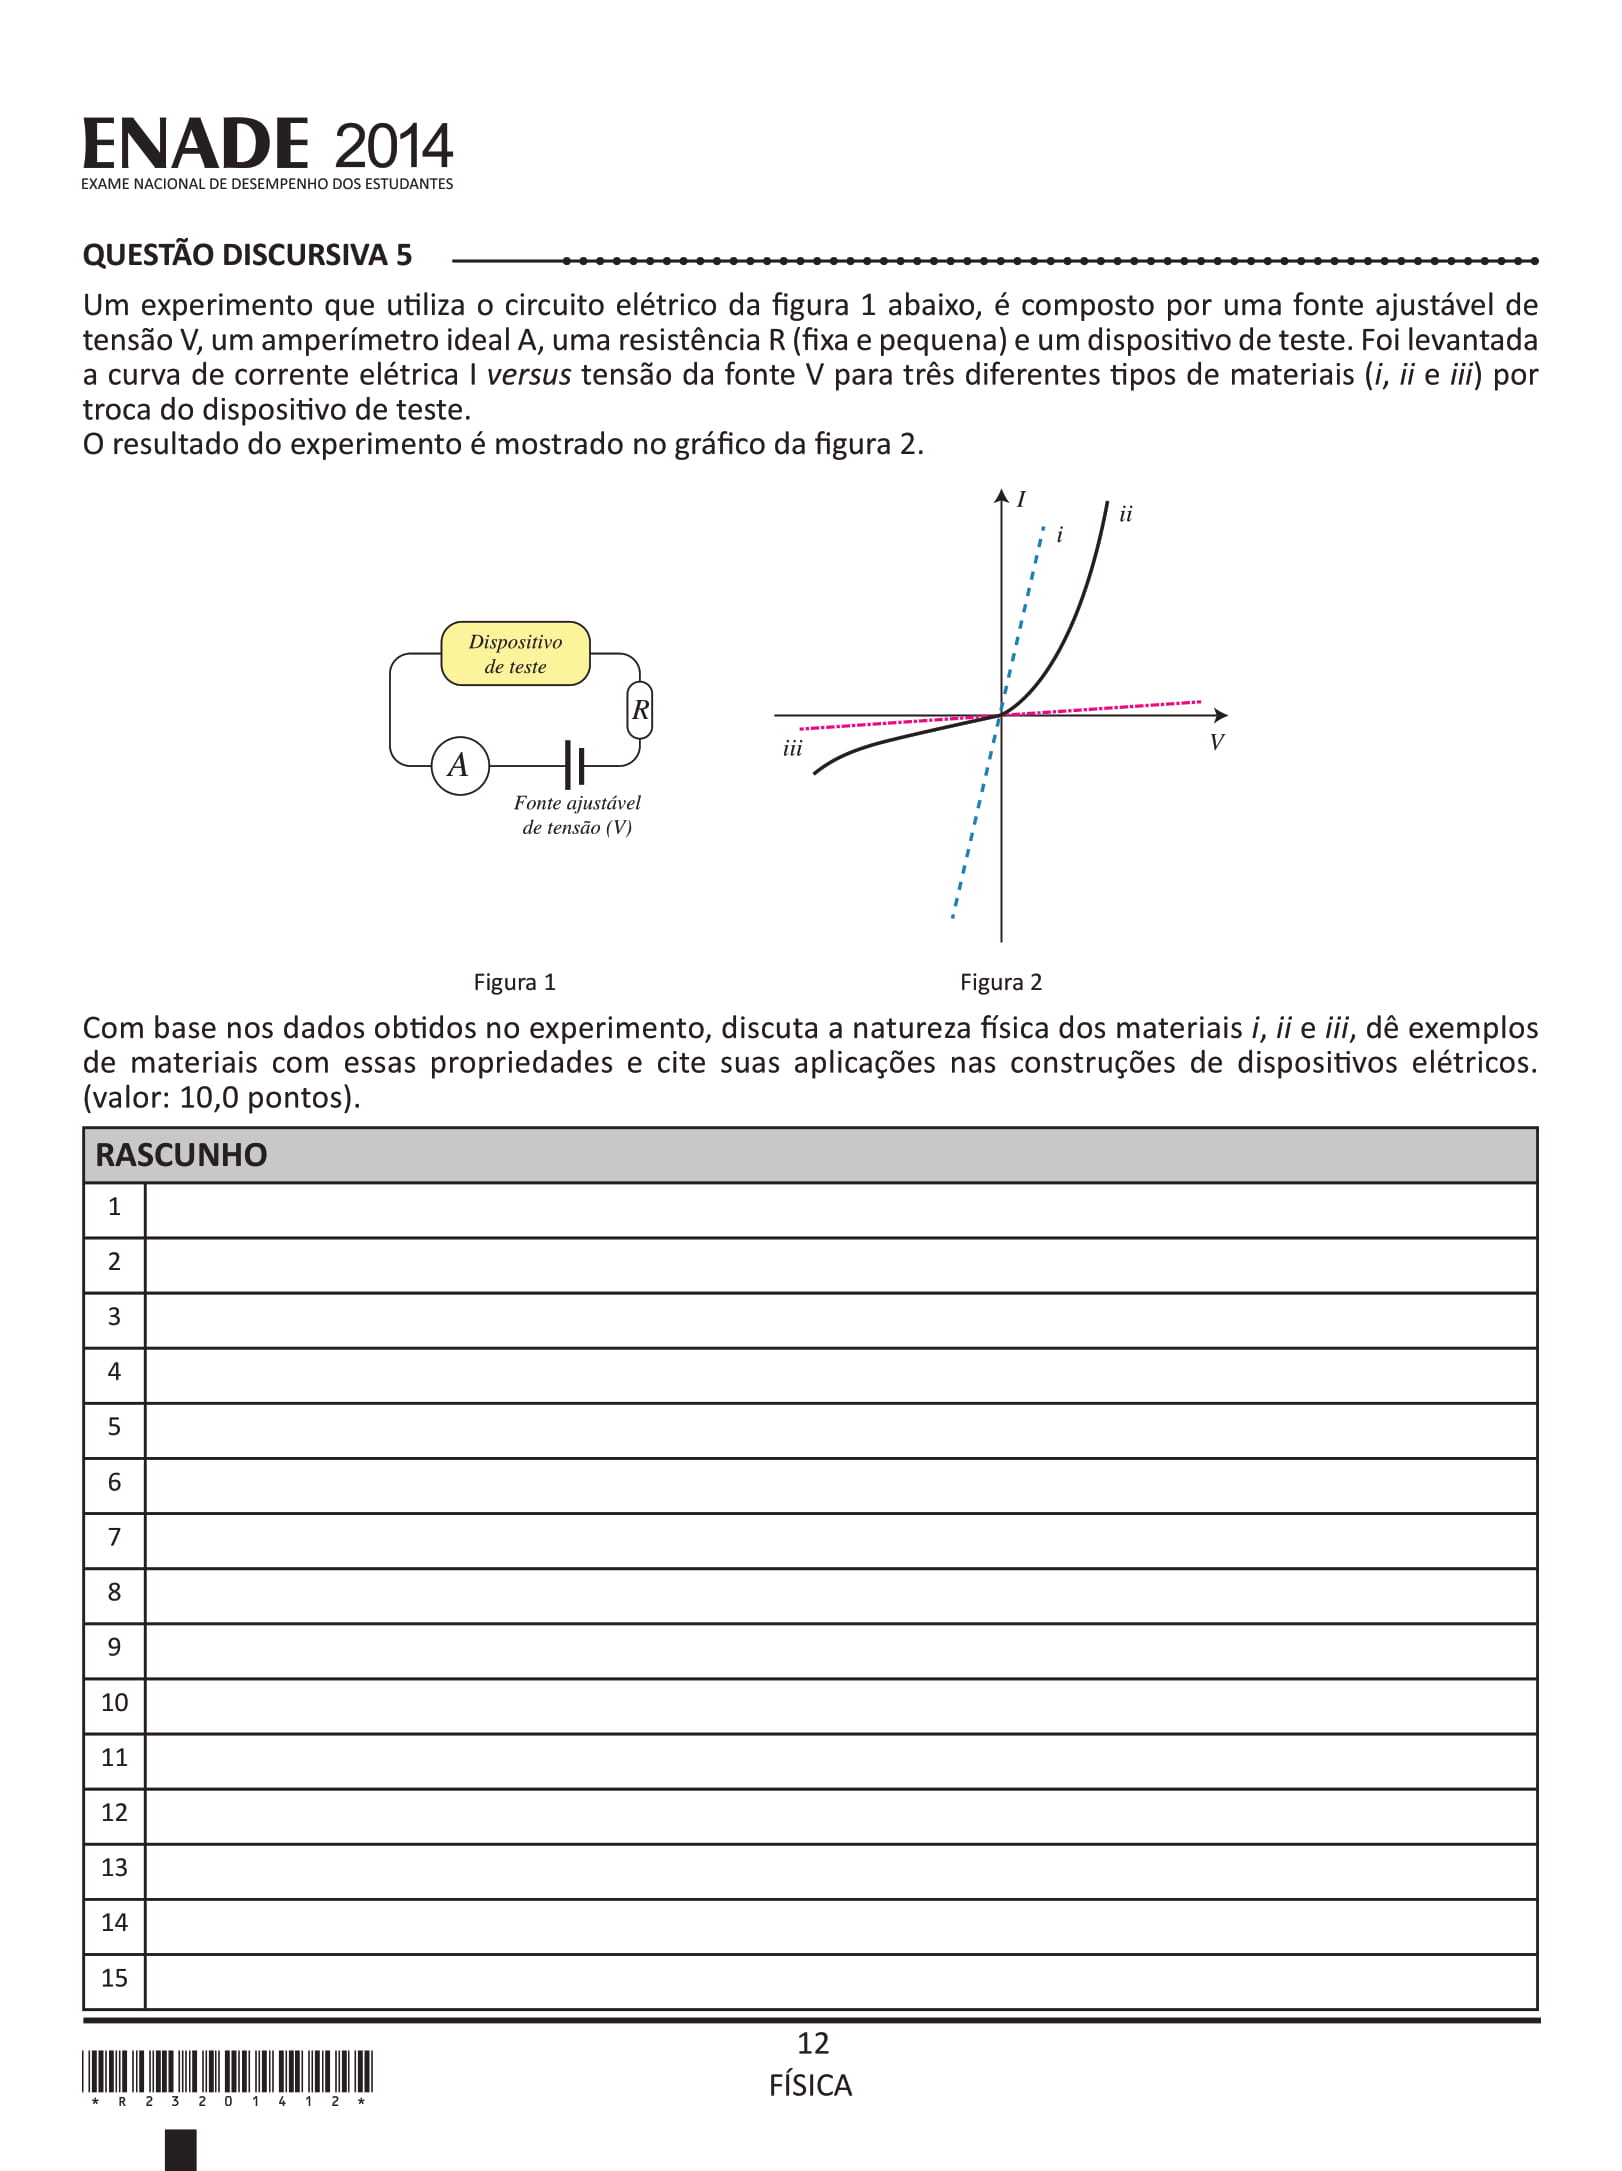 ENADE 2014
EXAME NACIONAL DE DESEMPENHO DOS ESTUDANTES
QUESTÃO DISCURSIVA 5
Um experimento que utiliza o circuito elétrico da figura 1 abaixo, é composto por uma fonte ajustável de
tensão V, um amperímetro ideal A, uma resistência R (fixa e pequena) e um dispositivo de teste. Foi levantada
a curva de corrente elétrica I versus tensão da fonte V para três diferentes tipos de materiais (i, ii e iii) por
troca do dispositivo de teste.
O resultado do experimento é mostrado no gráfico da figura 2.
Dispositivo
de teste
R
A
Fonte ajustável
de tensão (V)
I
i
ii
iii
V
Figura 1
Figura 2
Com base nos dados obtidos no experimento, discuta a natureza física dos materiais i, ii e iii, dê exemplos
de materiais com essas propriedades e cite suas aplicações nas construções de dispositivos elétricos.
(valor: 10,0 pontos).
RASCUNHO
1
2
3
4
5
6
7
8
9
10
11
12
13
14
15
12
FÍSICA
* R 2 3 2 0 1 4 1 2 *